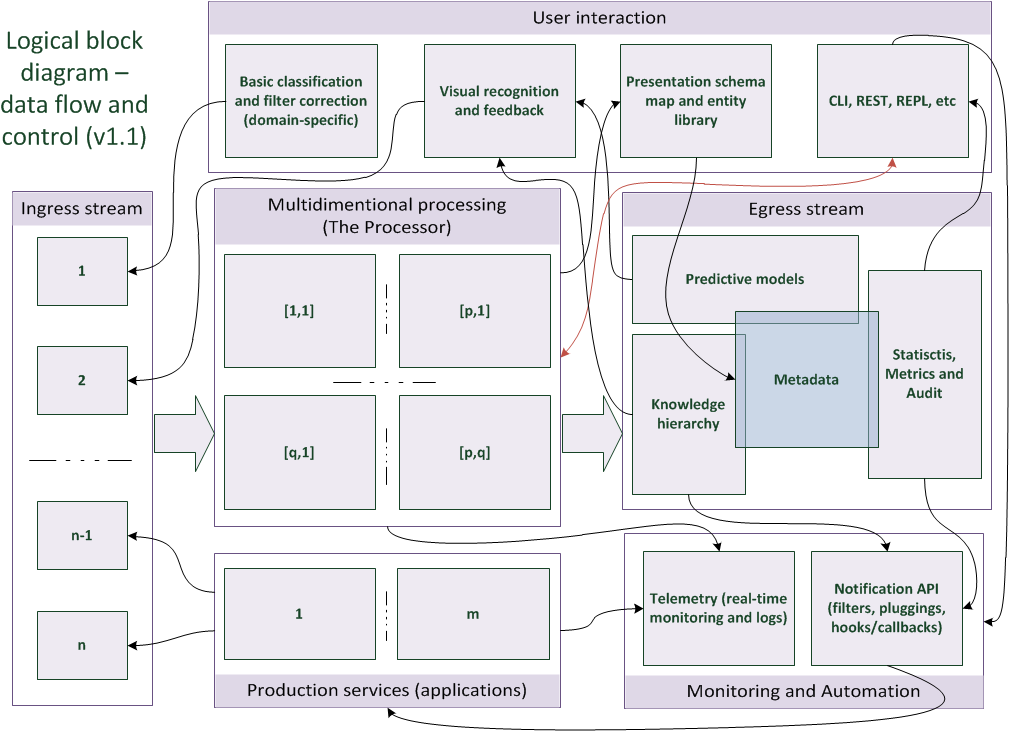 Logical block
diagram –
data flow and
control (v1.1)
User interaction
Basic classification
and filter correction
(domain-specific)
Visual recognition
and feedback
Presentation schema
map and entity
library
CLI, REST, REPL, etc
Ingress stream
1
2
n-1
n
Multidimentional processing
(The Processor)
[1,1]
[p,1]
[q,1]
[p,q]
Egress stream
Predictive models
Metadata
Knowledge
hierarchy
Statisctis,
Metrics and
Audit
1
m
Production services (applications)
Telemetry (real-time
monitoring and logs)
Notification API
(filters, pluggings,
hooks/callbacks)
Monitoring and Automation